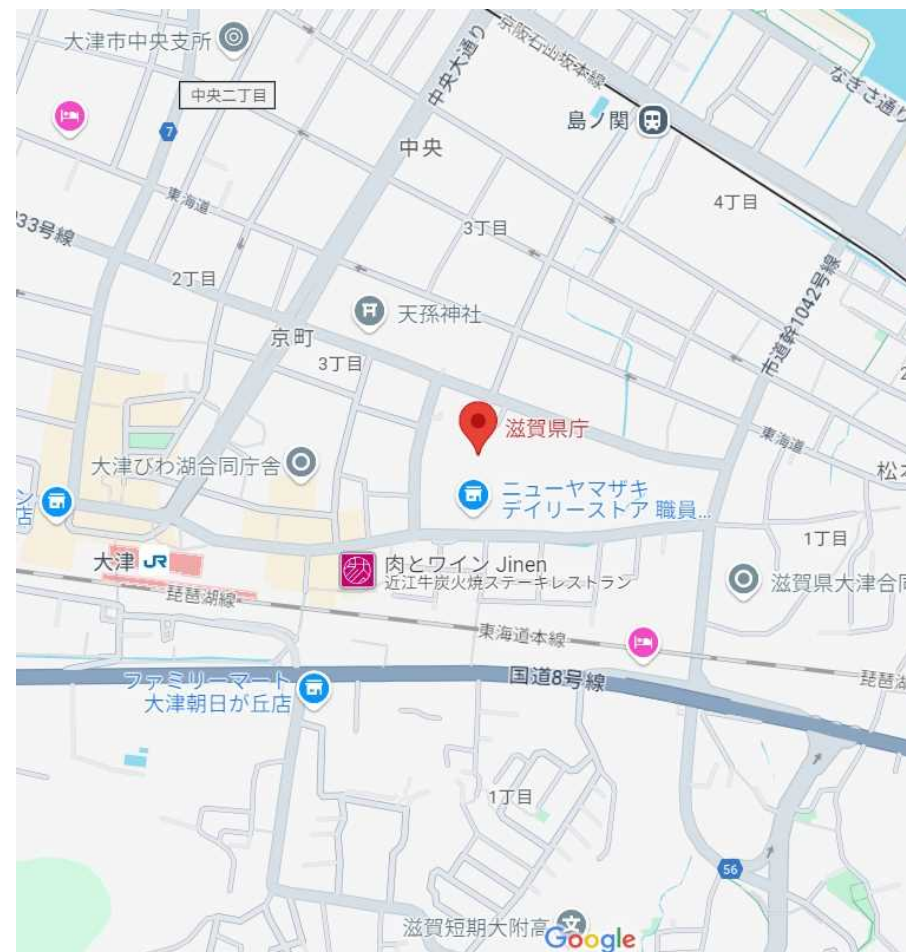 大津市中央支所
中央二丁目
中央大通り
京阪石山坂本線
なぎさ通り
島ノ関
7
中央
東海道
4丁目
33号線
3丁目
2丁目
市道幹1042号線
天孫神社
京町
3丁目
滋賀県庁
東海道
大津びわ湖合同庁舎
松本
ニューヤマザキ
デイリーストア 職員...
店
1丁目
大津 JR
肉とワイン Jinen
近江牛炭火焼ステーキレストラン
滋賀県大津合同
琵琶湖線
東海道本線
琵琶湖
ファミリーマート
大津朝日が丘店
国道8号線
1丁目
56
滋賀短期大附高
Google